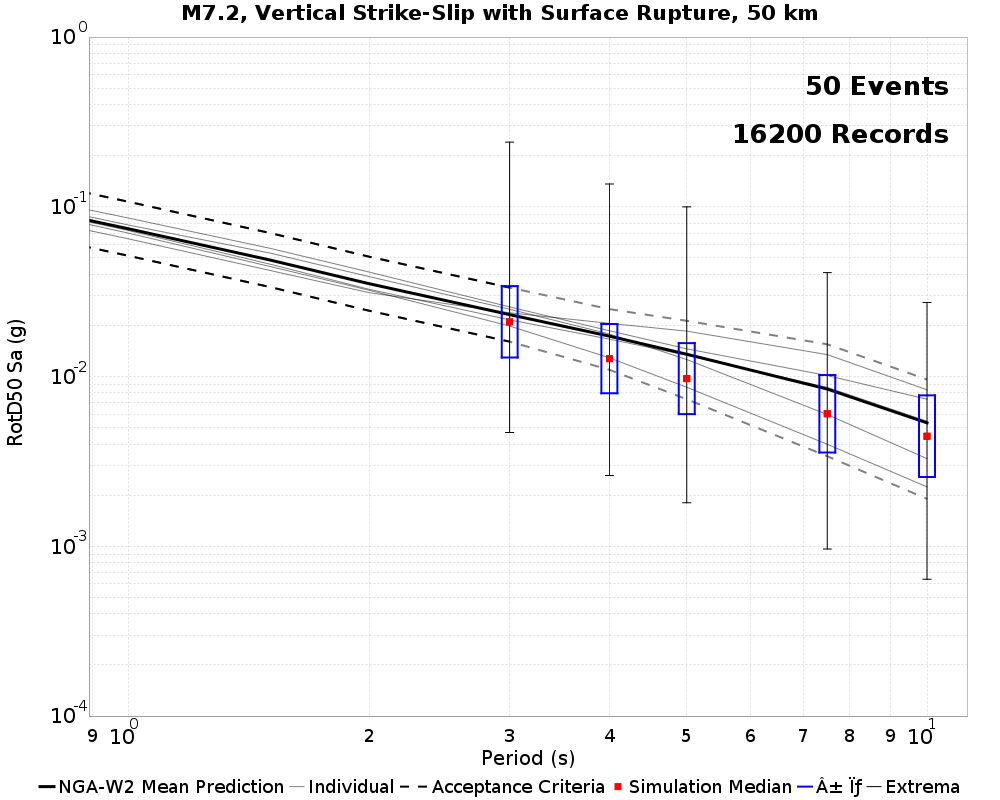 M7.2, Vertical Strike-Slip with Surface Rupture, 50 km
50 Events
16200 Records
RotD50 Sa (g)
10^0
10^-1
10^-2
10^-3
10^-4
9 10^0 2 3 4 5 6 7 8 9 10^1
Period (s)
NGA-W2 Mean Prediction Individual Acceptance Criteria Simulation Median Â± Ïƒ Extrema